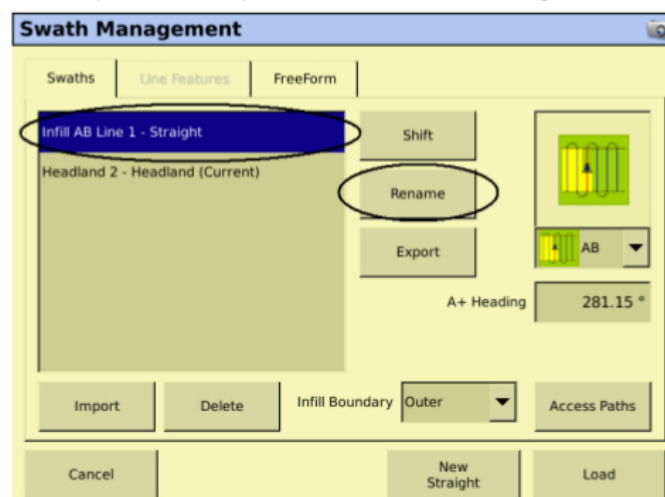 Swath Management
Swaths
Line Features
FreeForm
Infill AB Line 1 - Straight
Headland 2 - Headland (Current)
Shift
Rename
Export
AB
A+ Heading
281.15 °
Import
Delete
Infill Boundary
Outer
Access Paths
Cancel
New
Straight
Load